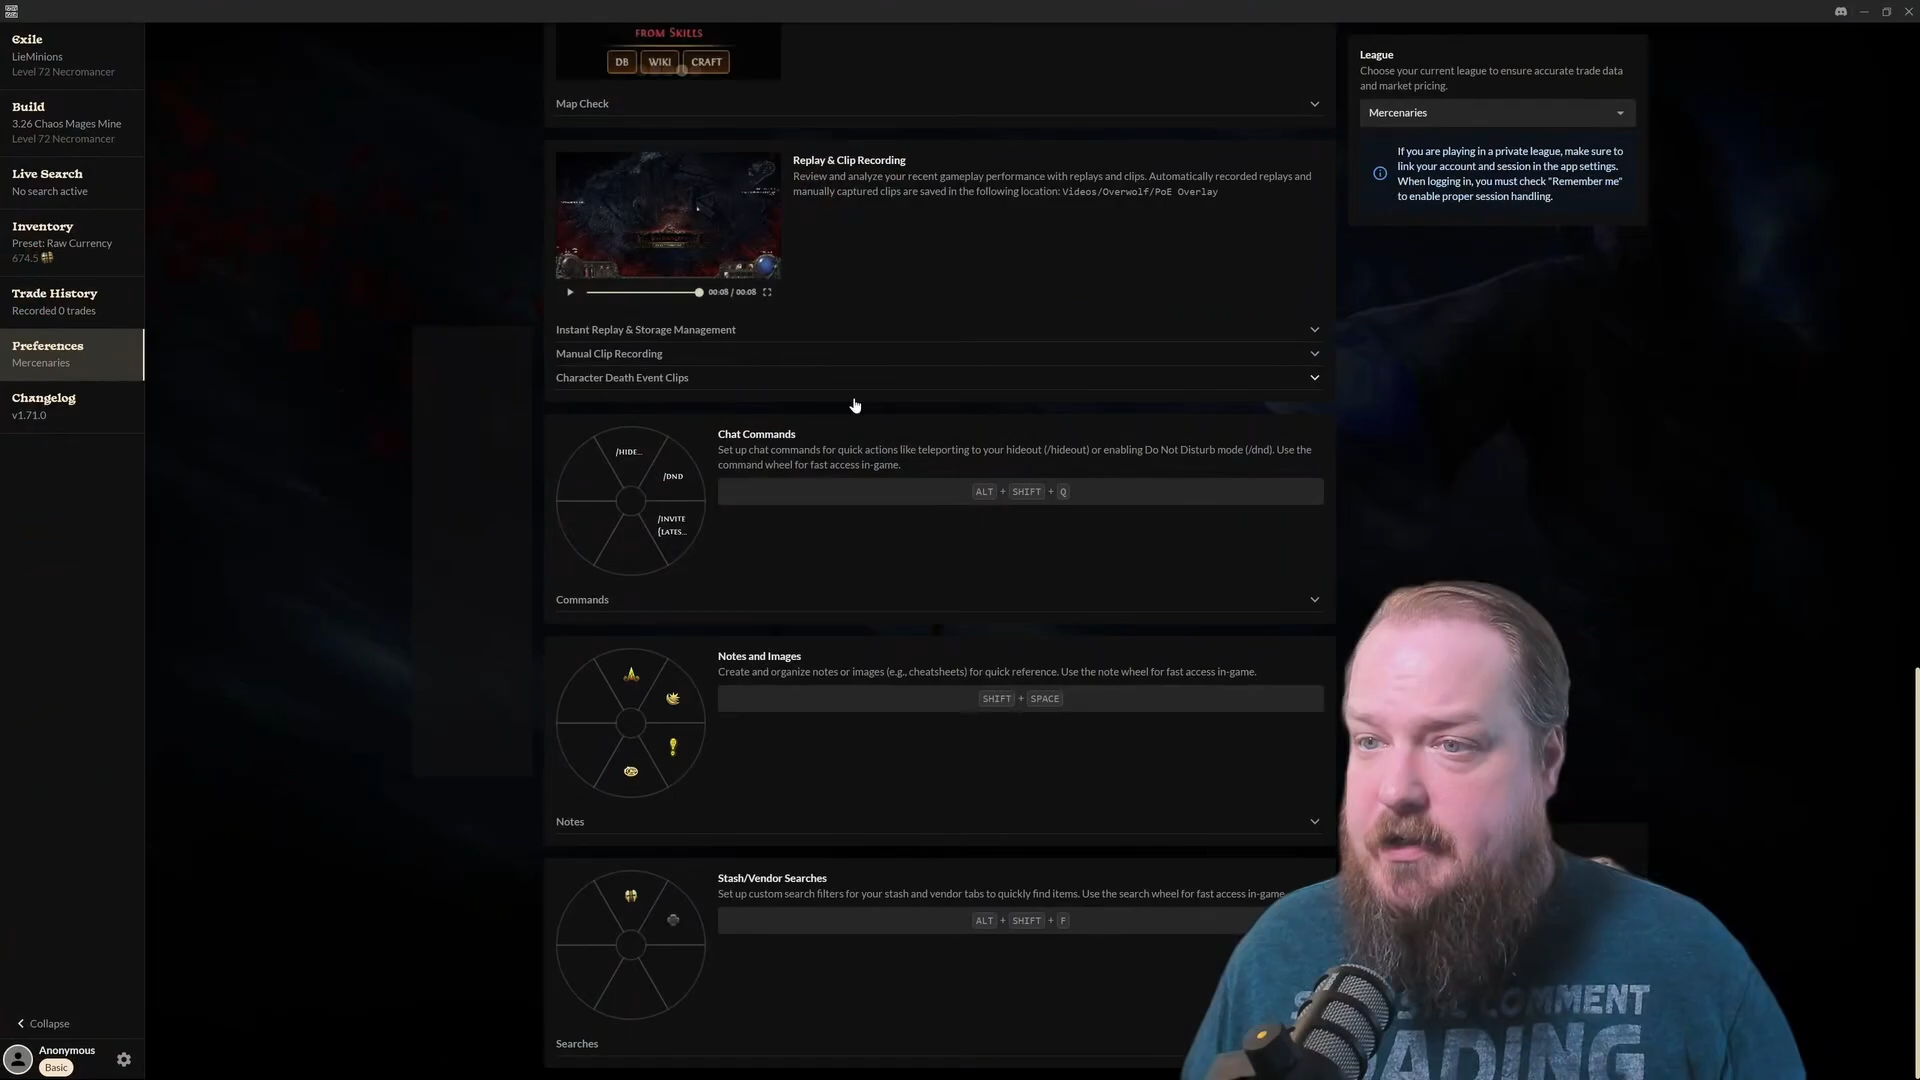 Exile
LieMinions
Level 72 Necromancer
Build
3.26 Chaos Mages Mine
Level 72 Necromancer
Live Search
No search active
Inventory
Preset: Raw Currency
674.5
Trade History
Recorded 0 trades
Preferences
Mercenaries
Changelog
v1.71.0
Collapse
Anonymous
Basic
FROM SKILLS
DB WIKI CRAFT
Map Check
Replay & Clip Recording
Review and analyze your recent gameplay performance with replays and clips. Automatically recorded replays and
manually captured clips are saved in the following location: Videos/Overwolf/PoE Overlay
00:08 / 00:08
Instant Replay & Storage Management
Manual Clip Recording
Character Death Event Clips
/HIDE...
/DND
/INVITE
{LATES...
Chat Commands
Set up chat commands for quick actions like teleporting to your hideout (/hideout) or enabling Do Not Disturb mode (/dnd). Use the
command wheel for fast access in-game.
ALT + SHIFT + Q
Commands
Notes and Images
Create and organize notes or images (e.g., cheatsheets) for quick reference. Use the note wheel for fast access in-game.
SHIFT + SPACE
Notes
Stash/Vendor Searches
Set up custom search filters for your stash and vendor tabs to quickly find items. Use the search wheel for fast access in-game
ALT + SHIFT + F
Searches
League
Choose your current league to ensure accurate trade data
and market pricing.
Mercenaries
If you are playing in a private league, make sure to
link your account and session in the app settings.
When logging in, you must check "Remember me"
to enable proper session handling.
COMMENT